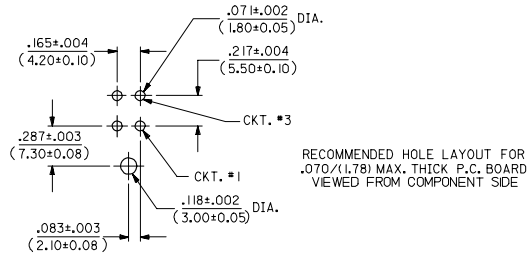 .071±.002
(1.80±0.05)
DIA.
.165±.004
(4.20±0.10)
.217±.004
(5.50±0.10)
CKT. #3
.287±.003
(7.30±0.08)
CKT. #1
.118±.002
(3.00±0.05)
DIA.
.083±.003
(2.10±0.08)
RECOMMENDED HOLE LAYOUT FOR
.070/(1.78) MAX. THICK P.C. BOARD
VIEWED FROM COMPONENT SIDE